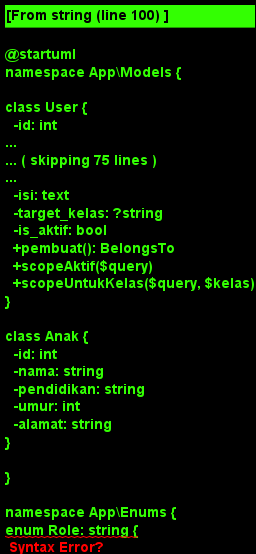 [From string (line 100) ]
@startuml
namespace App\Models {
class User {
-id: int
...
... ( skipping 75 lines )
...
-isi: text
-target_kelas: ?string
-is_aktif: bool
+pembuat(): BelongsTo
+scopeAktif($query)
+scopeUntukKelas($query, $kelas)
}
class Anak {
-id: int
-nama: string
-pendidikan: string
-umur: int
-alamat: string
}
}
namespace App\Enums {
enum Role: string {
Syntax Error?